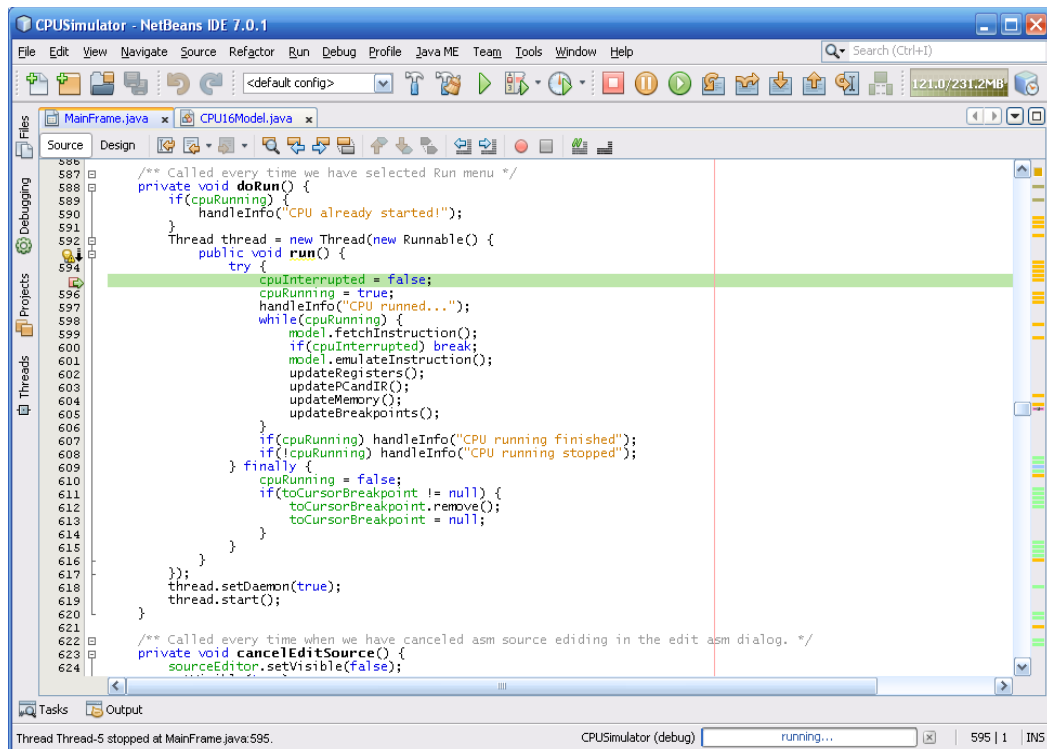 CPUSimulator - NetBeans IDE 7.0.1
File Edit View Navigate Source Refactor Run Debug Profile Java ME Team Tools Window Help Search (Ctrl+I)
<default config> 121.0/231.2MB
Files
Debugging
Projects
Threads
MainFrame.java x CPU16Model.java x
Source Design
586
587 /** Called every time we have selected Run menu */
588 private void doRun() {
589 if(cpuRunning) {
590 handleInfo("CPU already started!");
591 }
592 Thread thread = new Thread(new Runnable() {
public void run() {
594 try {
cpuInterrupted = false;
596 cpuRunning = true;
597 handleInfo("CPU runned...");
598 while(cpuRunning) {
599 model.fetchInstruction();
600 if(cpuInterrupted) break;
601 model.emulateInstruction();
602 updateRegisters();
603 updatePCandIR();
604 updateMemory();
605 updateBreakpoints();
606 }
607 if(cpuRunning) handleInfo("CPU running finished");
608 if(!cpuRunning) handleInfo("CPU running stopped");
609 } finally {
610 cpuRunning = false;
611 if(toCursorBreakpoint != null) {
612 toCursorBreakpoint.remove();
613 toCursorBreakpoint = null;
614 }
615 }
616 }
617 });
618 thread.setDaemon(true);
619 thread.start();
620 }
621
622 /** Called every time when we have canceled asm source ediding in the edit asm dialog. */
623 private void cancelEditSource() {
624 sourceEditor.setVisible(false);
Tasks Output
Thread Thread-5 stopped at MainFrame.java:595. CPUSimulator (debug) running... 595 | 1 INS